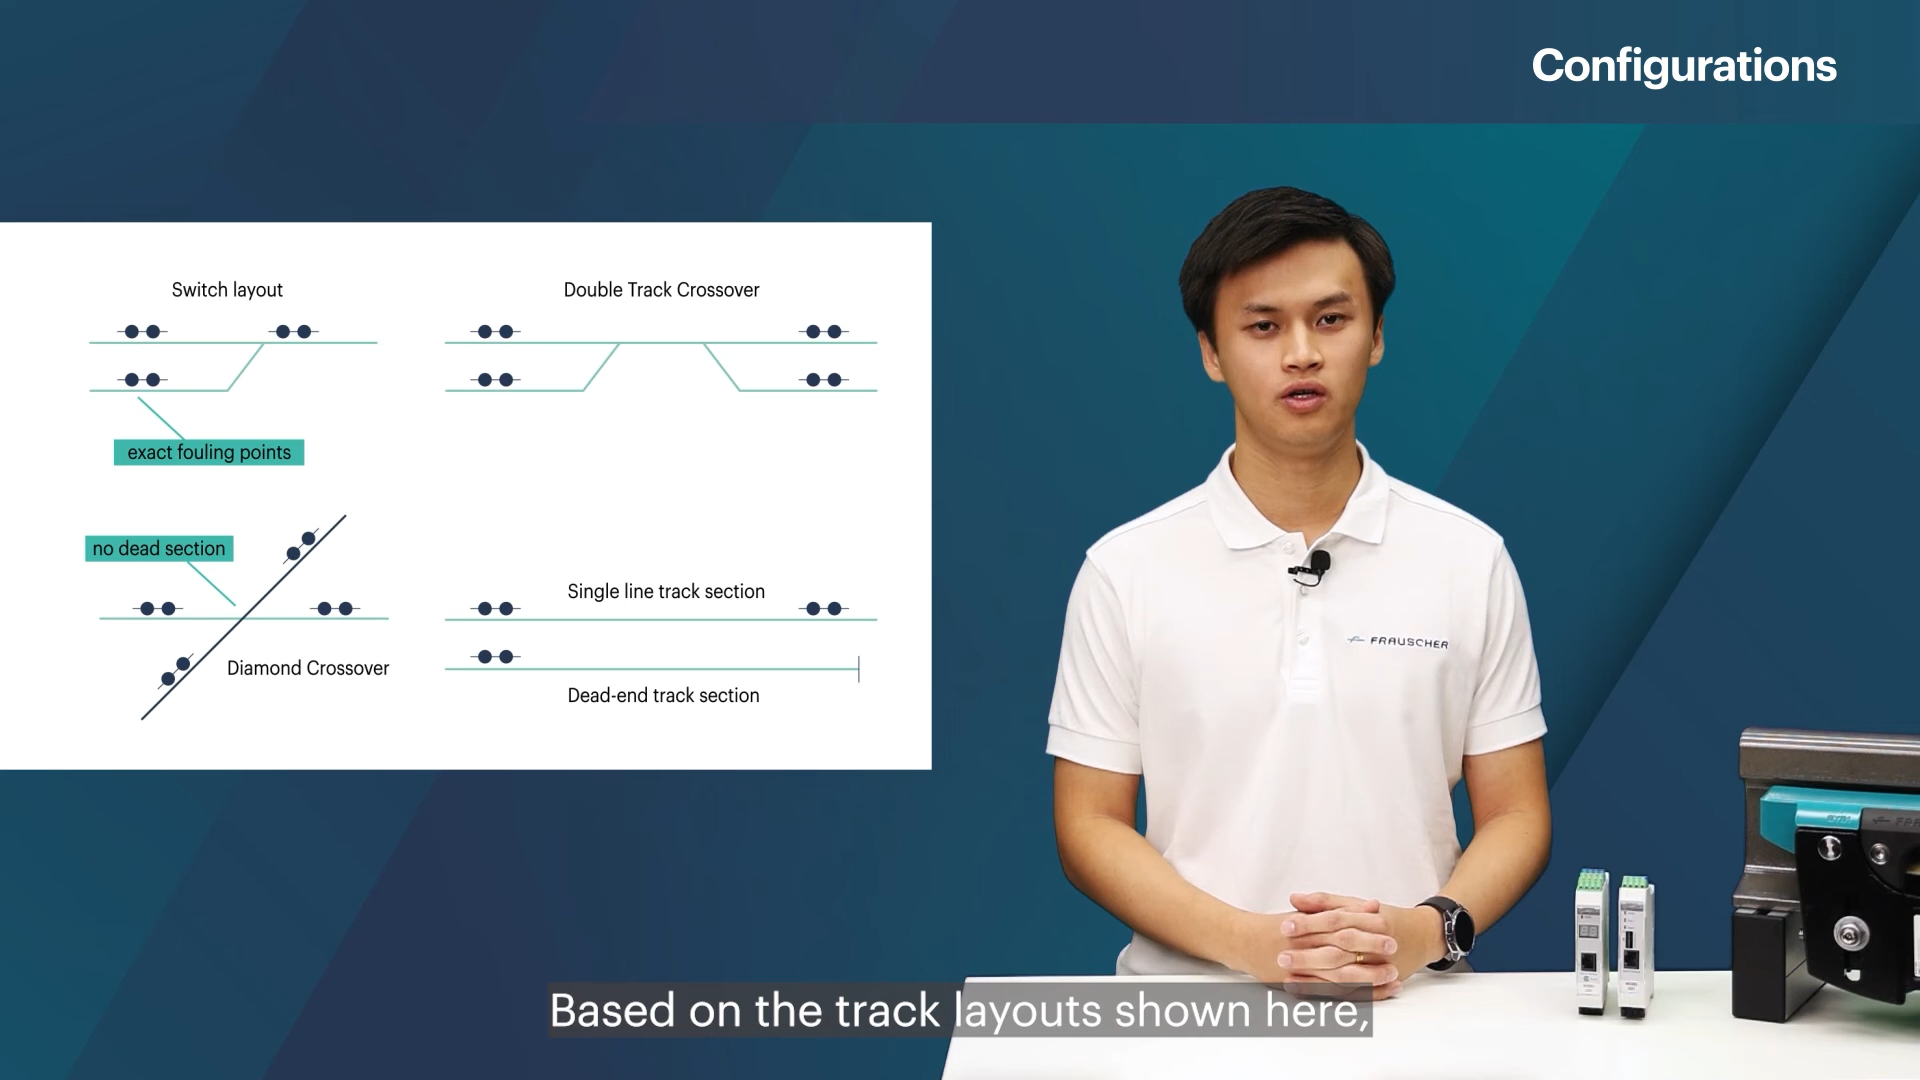 Configurations
Switch layout
Double Track Crossover
exact fouling points
no dead section
Single line track section
Diamond Crossover
Dead-end track section
FRAUSCHER
Based on the track layouts shown here,